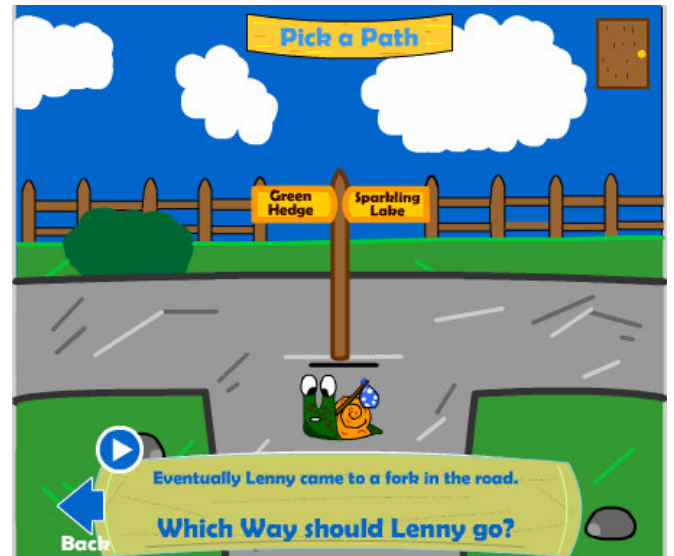 Pick a Path
Green
Hedge
Sparkling
Lake
Eventually Lenny came to a fork in the road.
Which Way should Lenny go?
Back